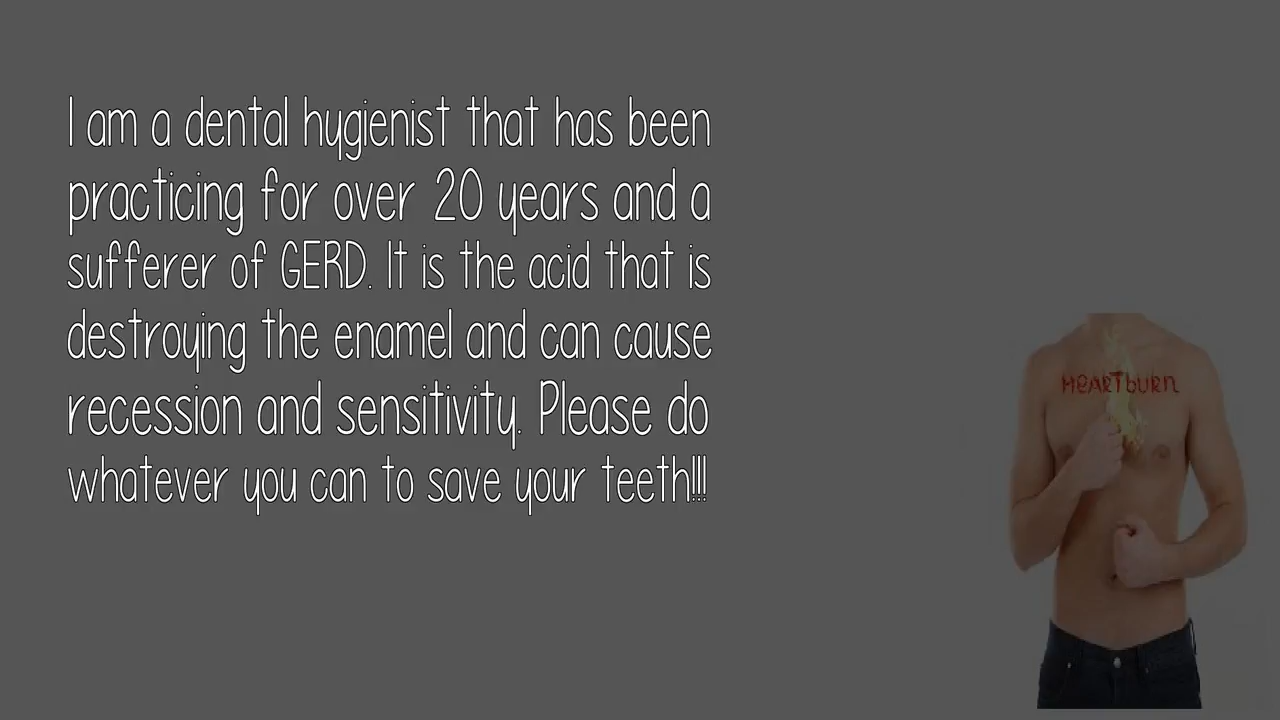 I am a dental hygienist that has been
practicing for over 20 years and a
sufferer of GERD. It is the acid that is
destroying the enamel and can cause
recession and sensitivity. Please do
whatever you can to save your teeth!!!
HEARTBURN